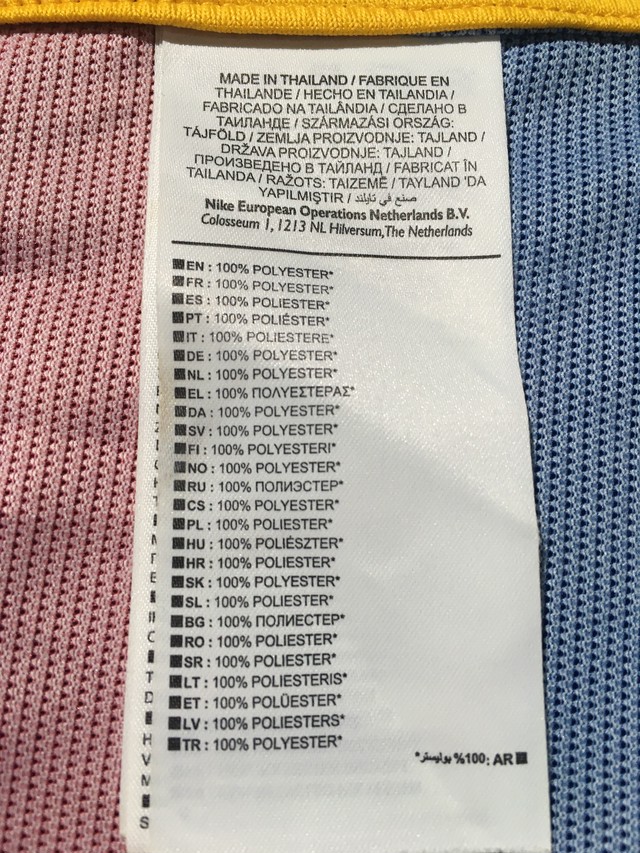 MADE IN THAILAND / FABRIQUE EN
THAILANDE / HECHO EN TAILANDIA /
FABRICADO NA TAILÂNDIA / СДЕЛАНО В
ТАИЛАНДЕ / SZÁRMAZÁSI ORSZÁG:
TÁJFÖLD / ZEMLJA PROIZVODNJE: TAJLAND /
DRŽAVA PROIZVODNJE: TAJLAND /
ПРОИЗВЕДЕНО В ТАЙЛАНД / FABRICAT ÎN
TAILANDA / RAŽOTS: TAIZEMĒ / TAYLAND 'DA
YAPILMIŞTIR / صنع في تايلند
Nike European Operations Netherlands B.V.
Colosseum 1, 1213 NL Hilversum,The Netherlands
EN : 100% POLYESTER*
FR : 100% POLYESTER*
ES : 100% POLIESTER*
PT : 100% POLIÉSTER*
IT : 100% POLIESTERE*
DE : 100% POLYESTER*
NL : 100% POLYESTER*
EL : 100% ΠΟΛΥΕΣΤΕΡΑΣ*
DA : 100% POLYESTER*
SV : 100% POLYESTER*
FI : 100% POLYESTERI*
NO : 100% POLYESTER*
RU : 100% ПОЛИЭСТЕР*
CS : 100% POLYESTER*
PL : 100% POLIESTER*
HU : 100% POLIÉSZTER*
HR : 100% POLIESTER*
SK : 100% POLYESTER*
SL : 100% POLIESTER*
BG : 100% ПОЛИЕСТЕР*
RO : 100% POLIESTER*
SR : 100% POLIESTER*
LT : 100% POLIESTERIS*
ET : 100% POLÜESTER*
LV : 100% POLIESTERS*
TR : 100% POLYESTER*
AR :100% بوليستر*